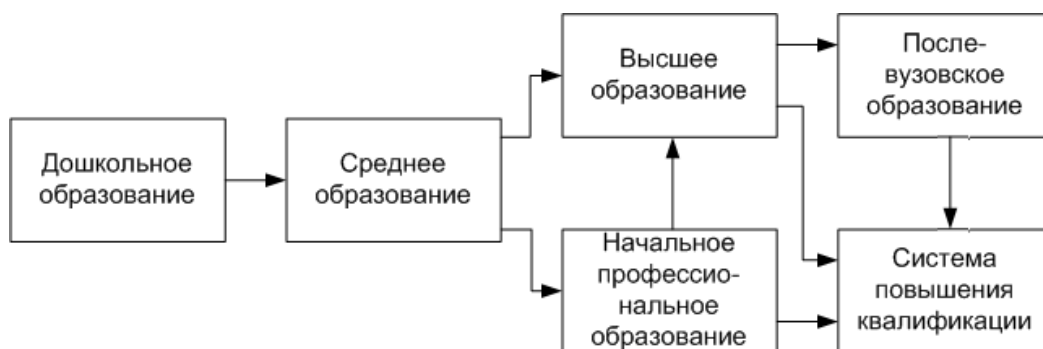 Дошкольное
образование
Среднее
образование
Высшее
образование
После-
вузовское
образование
Начальное
профессио-
нальное
образование
Система
повышения
квалификации